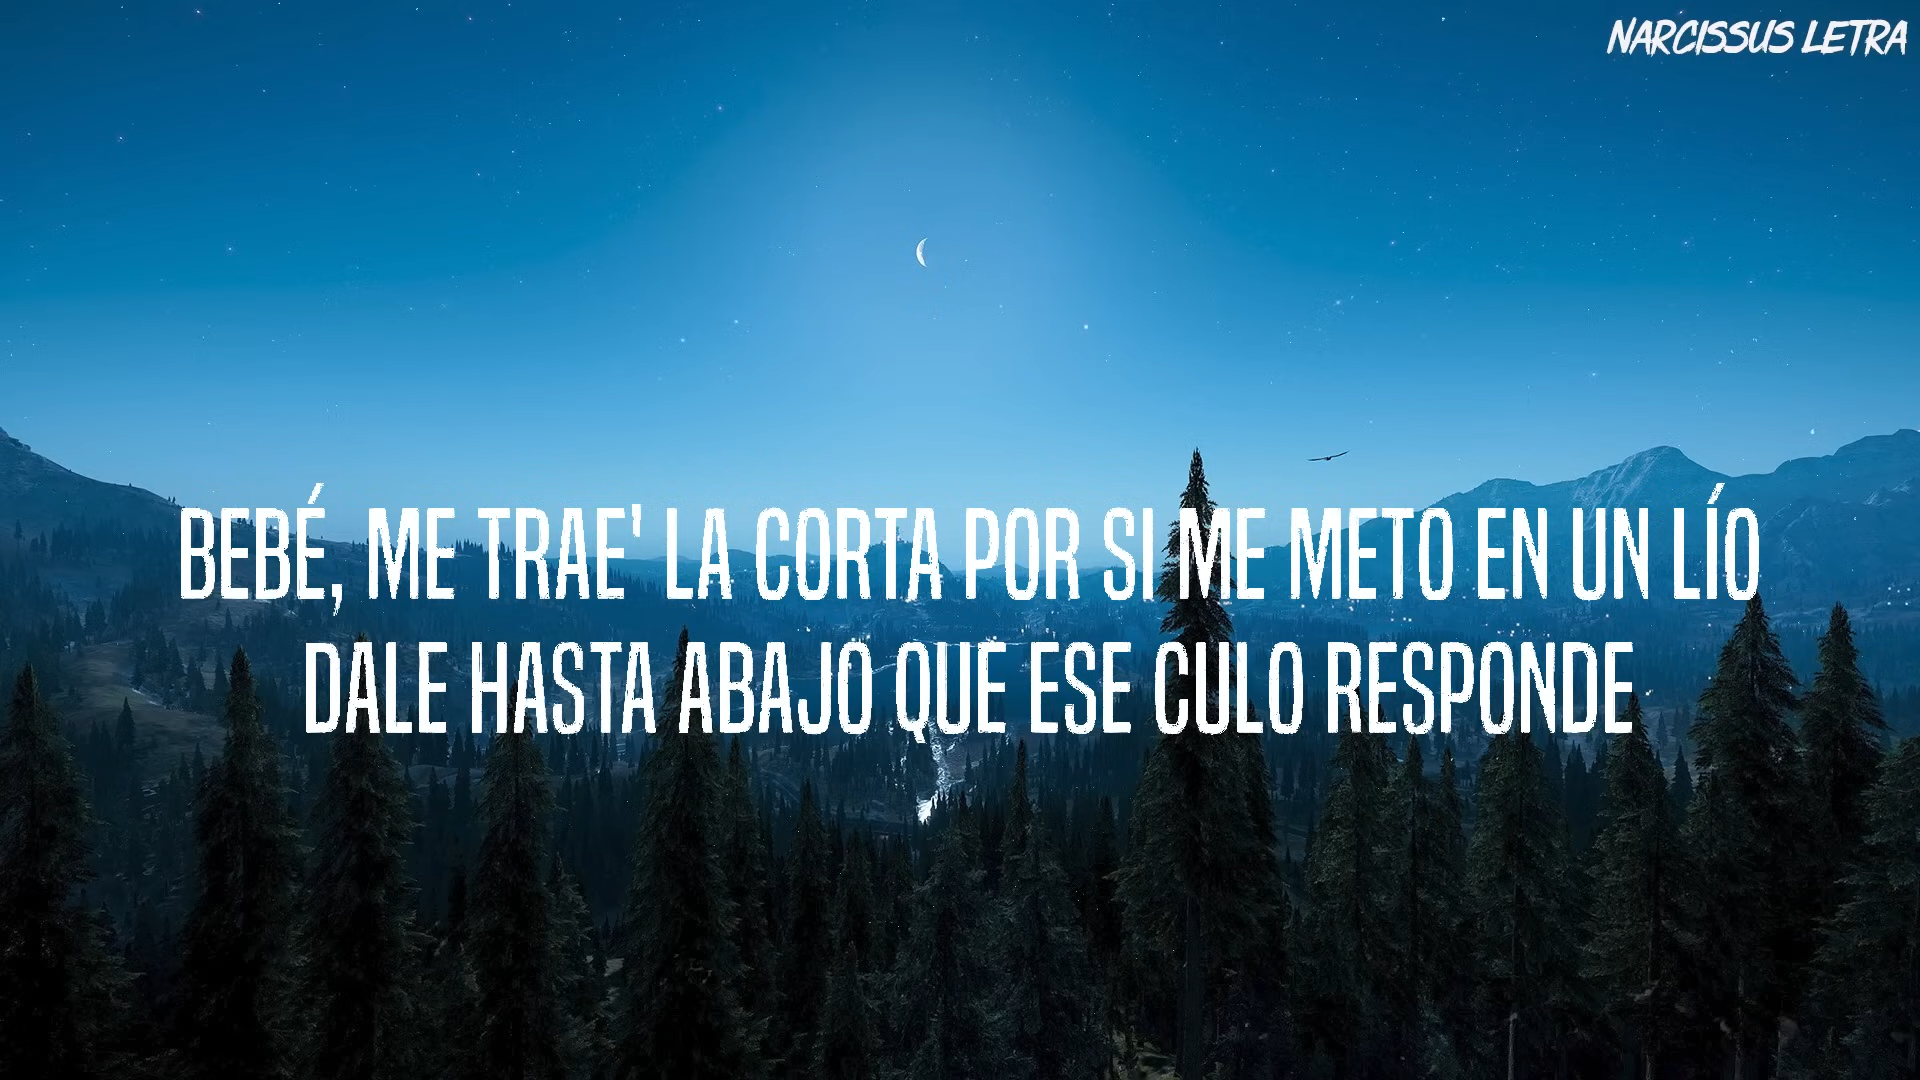 NARCISSUS LETRA
BEBÉ, ME TRAE' LA CORTA POR SI ME METO EN UN LÍO
DALE HASTA ABAJO QUE ESE CULO RESPONDE